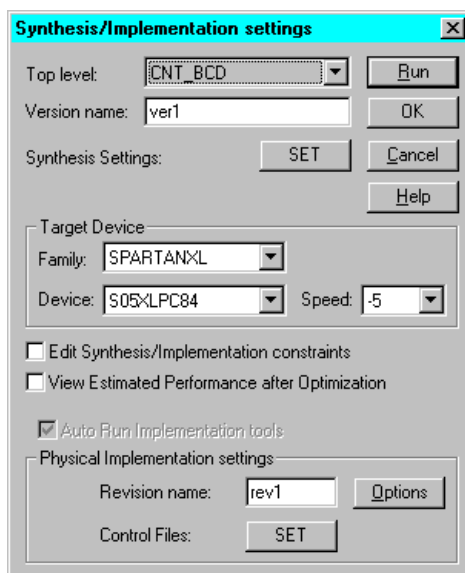 Synthesis/Implementation settings
Top level: CNT_BCD Run
Version name: ver1 OK
Synthesis Settings: SET Cancel
Help
Target Device
Family: SPARTANXL
Device: S05XLPC84 Speed: -5
Edit Synthesis/Implementation constraints
View Estimated Performance after Optimization
Auto Run Implementation tools
Physical Implementation settings
Revision name: rev1 Options
Control Files: SET